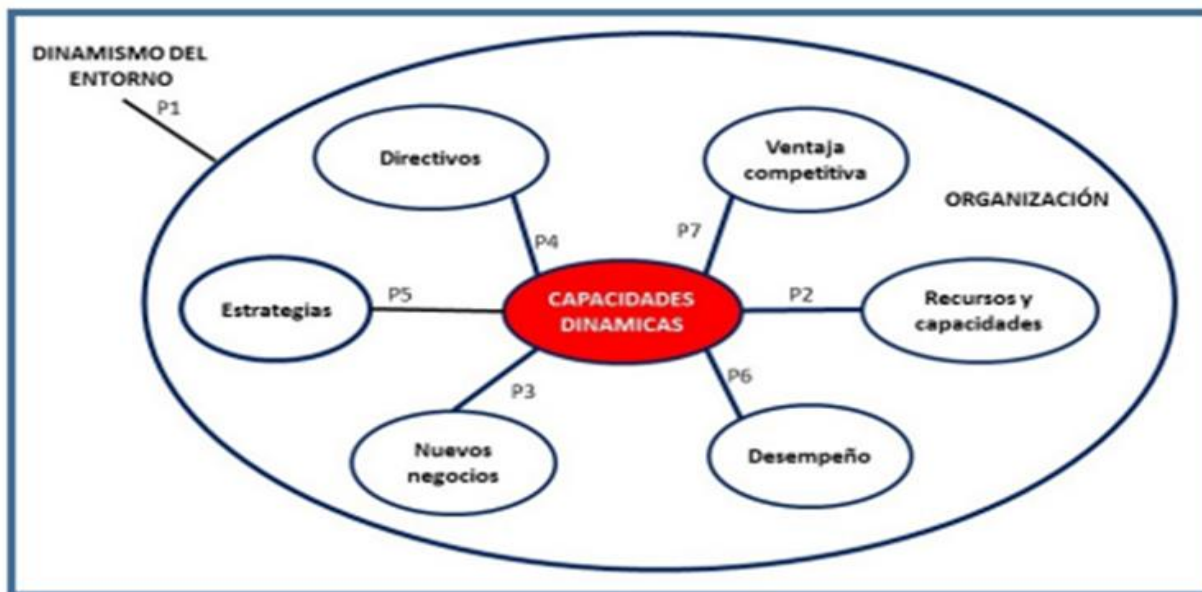 DINAMISMO DEL
ENTORNO
P1
Directivos
Ventaja
competitiva
ORGANIZACIÓN
P4
P7
Estrategias
P5
CAPACIDADES
DINAMICAS
P2
Recursos y
capacidades
P3
P6
Nuevos
negocios
Desempeño